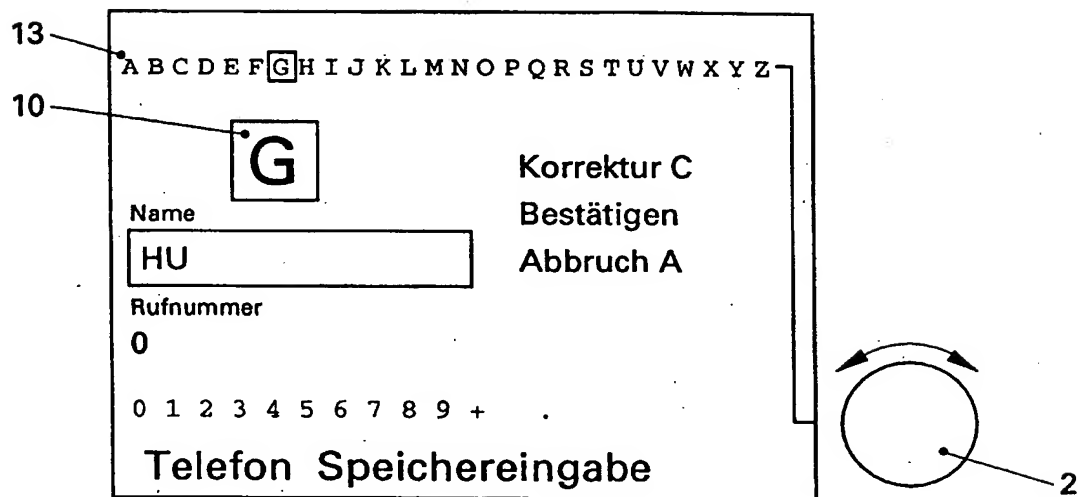 13
A B C D E F G H I J K L M N O P Q R S T U V W X Y Z
10
G
Korrektur C
Name
Bestätigen
HU
Abbruch A
Rufnummer
0
0 1 2 3 4 5 6 7 8 9 + .
Telefon Speichereingabe
2